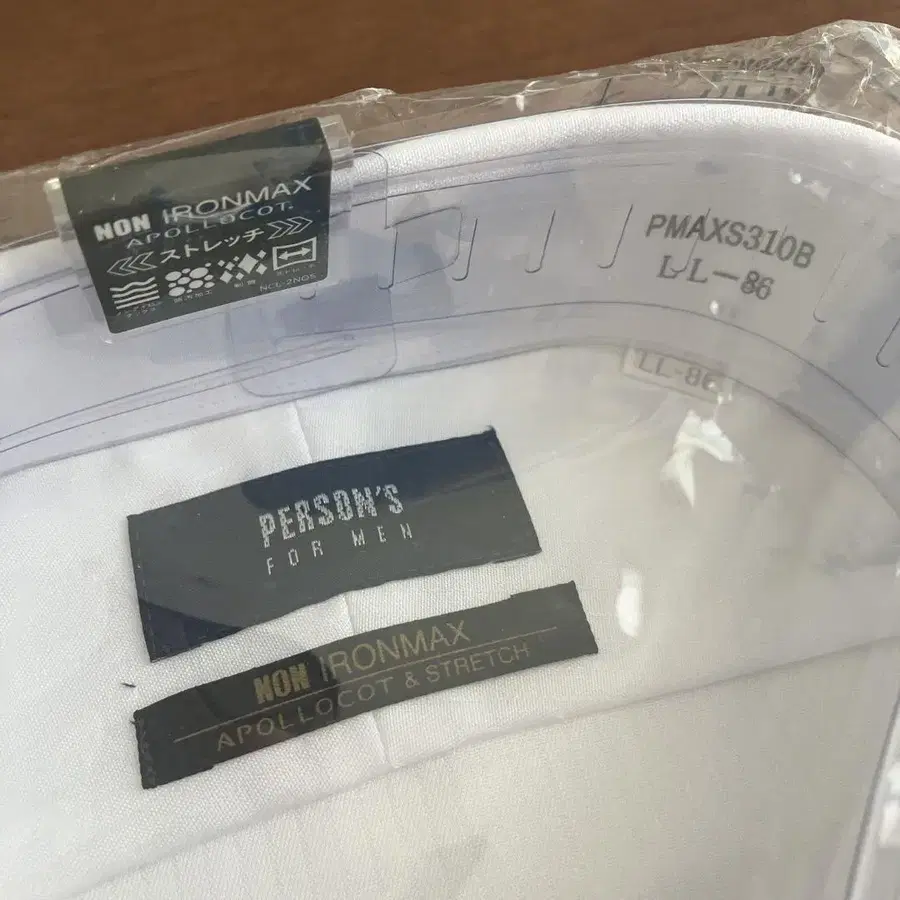 NON IRONMAX
APOLLOCOT
ストレッチ
NCL-2NOS
PMAXS310B
LL-86
LL-86
PERSON'S
FOR MEN
NON IRONMAX
APOLLOCOT & STRETCH